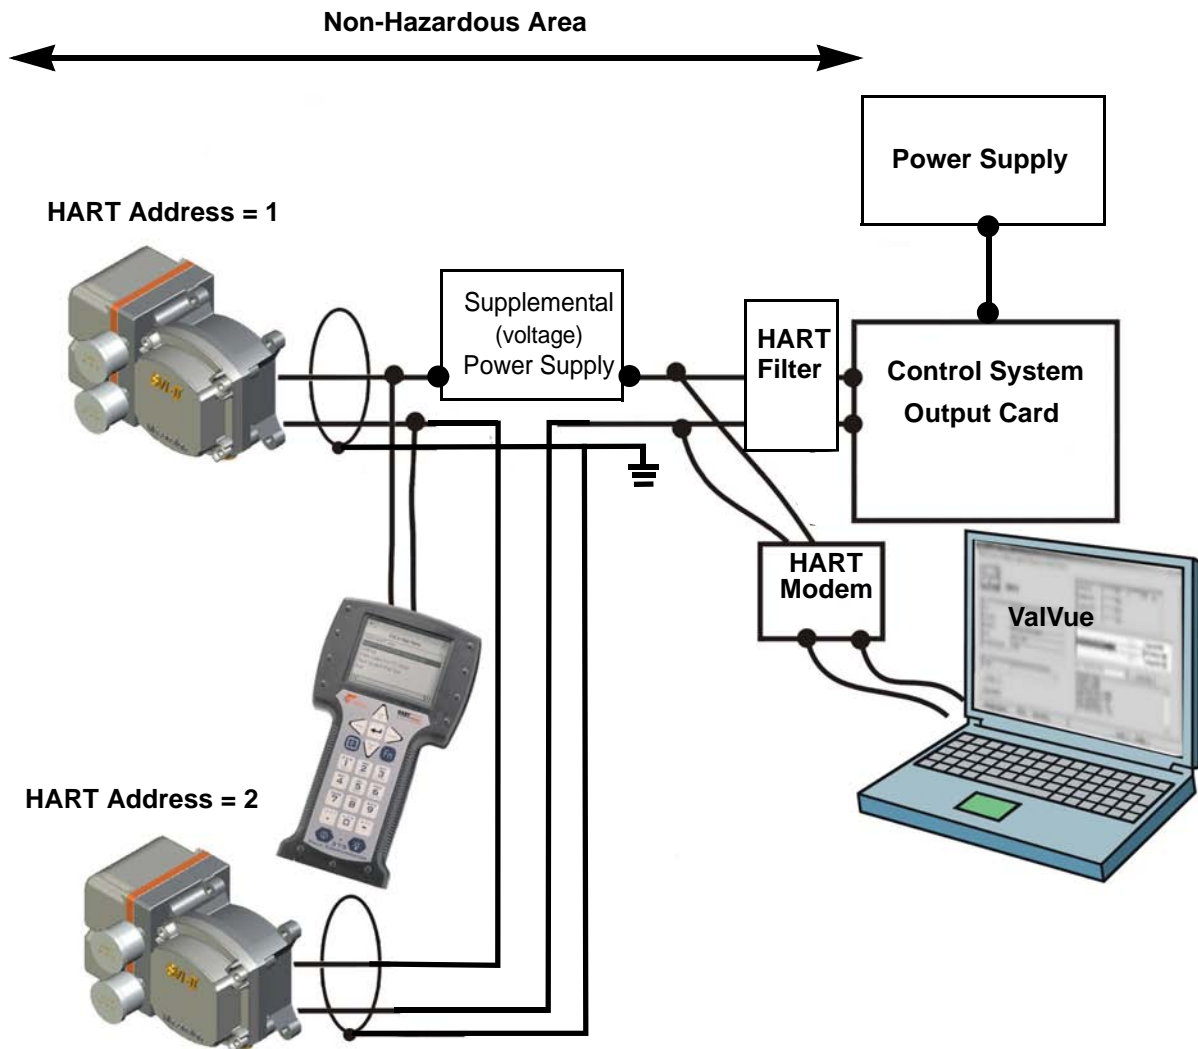 Non-Hazardous Area
Power Supply
HART Address = 1
Supplemental
(voltage)
Power Supply
HART
Filter
Control System
Output Card
HART
Modem
ValVue
HART Address = 2